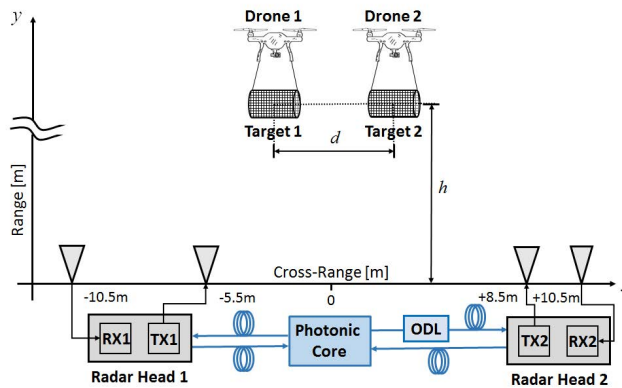 y
Drone 1
Drone 2
Target 1
Target 2
d
h
Range [m]
Cross-Range [m]
-10.5m
-5.5m
0
+8.5m
+10.5m
RX1
TX1
Photonic
Core
ODL
TX2
RX2
Radar Head 1
Radar Head 2